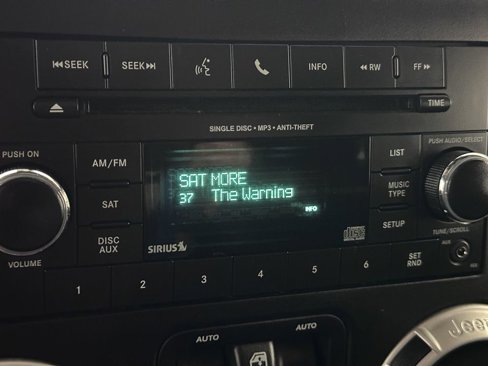 SEEK SEEK INFO RW FF
TIME
SINGLE DISC • MP3 • ANTI-THEFT
PUSH ON AM/FM LIST PUSH AUDIO/SELECT
SAT MORE
37 The Warning
INFO
SAT MUSIC TYPE
DISC AUX SETUP
VOLUME SIRIUS TUNE/SCROLL
AUX
1 2 3 4 5 6 SET RND
AUTO AUTO
Jeep